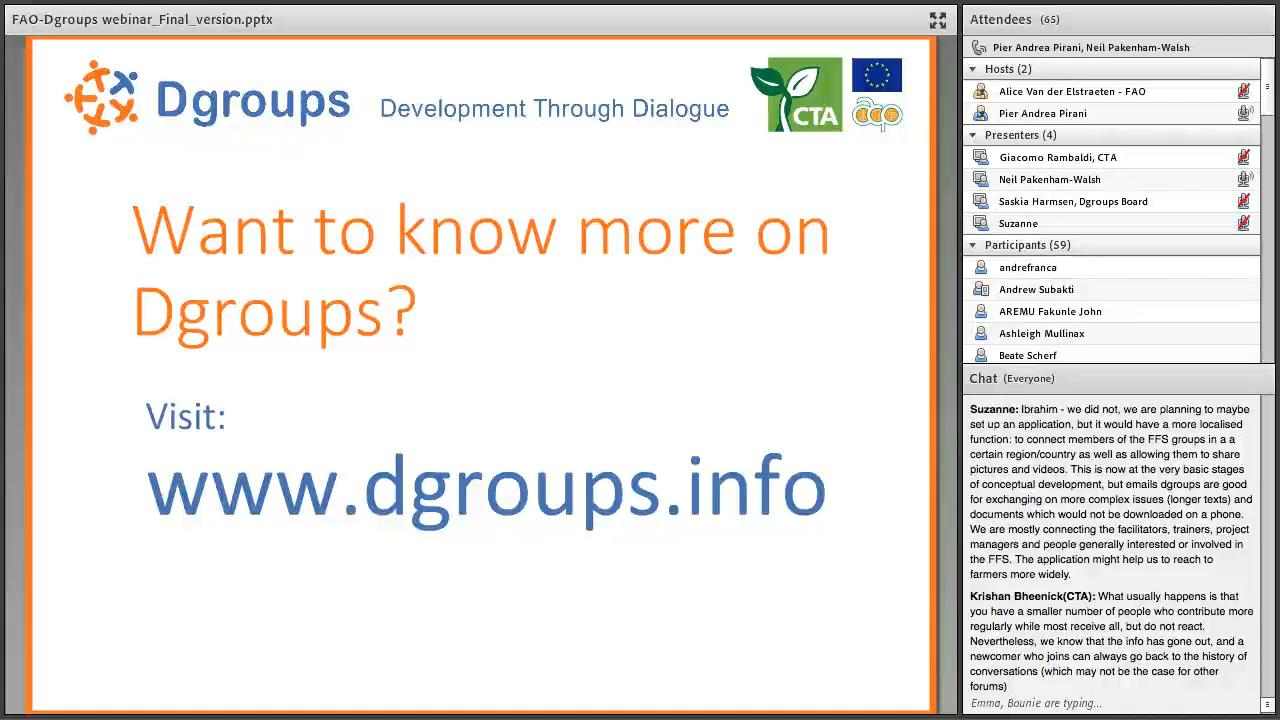 FAO-Dgroups webinar_Final_version.pptx
Dgroups Development Through Dialogue
CTA
acp
Want to know more on
Dgroups?
Visit:
www.dgroups.info
Attendees (65)
Pier Andrea Pirani, Neil Pakenham-Walsh
Hosts (2)
Alice Van der Elstraeten - FAO
Pier Andrea Pirani
Presenters (4)
Giacomo Rambaldi, CTA
Neil Pakenham-Walsh
Saskia Harmsen, Dgroups Board
Suzanne
Participants (59)
andrefranca
Andrew Subakti
AREMU Fakunle John
Ashleigh Mullinax
Beate Scherf
Chat (Everyone)
Suzanne: Ibrahim - we did not, we are planning to maybe
set up an application, but it would have a more localised
function: to connect members of the FFS groups in a a
certain region/country as well as allowing them to share
pictures and videos. This is now at the very basic stages
of conceptual development, but emails dgroups are good
for exchanging on more complex issues (longer texts) and
documents which would not be downloaded on a phone.
We are mostly connecting the facilitators, trainers, project
managers and people generally interested or involved in
the FFS. The application might help us to reach to
farmers more widely.
Krishan Bheenick(CTA): What usually happens is that
you have a smaller number of people who contribute more
regularly while most receive all, but do not react.
Nevertheless, we know that the info has gone out, and a
newcomer who joins can always go back to the history of
conversations (which may not be the case for other
forums)
Emma, Bounie are typing...